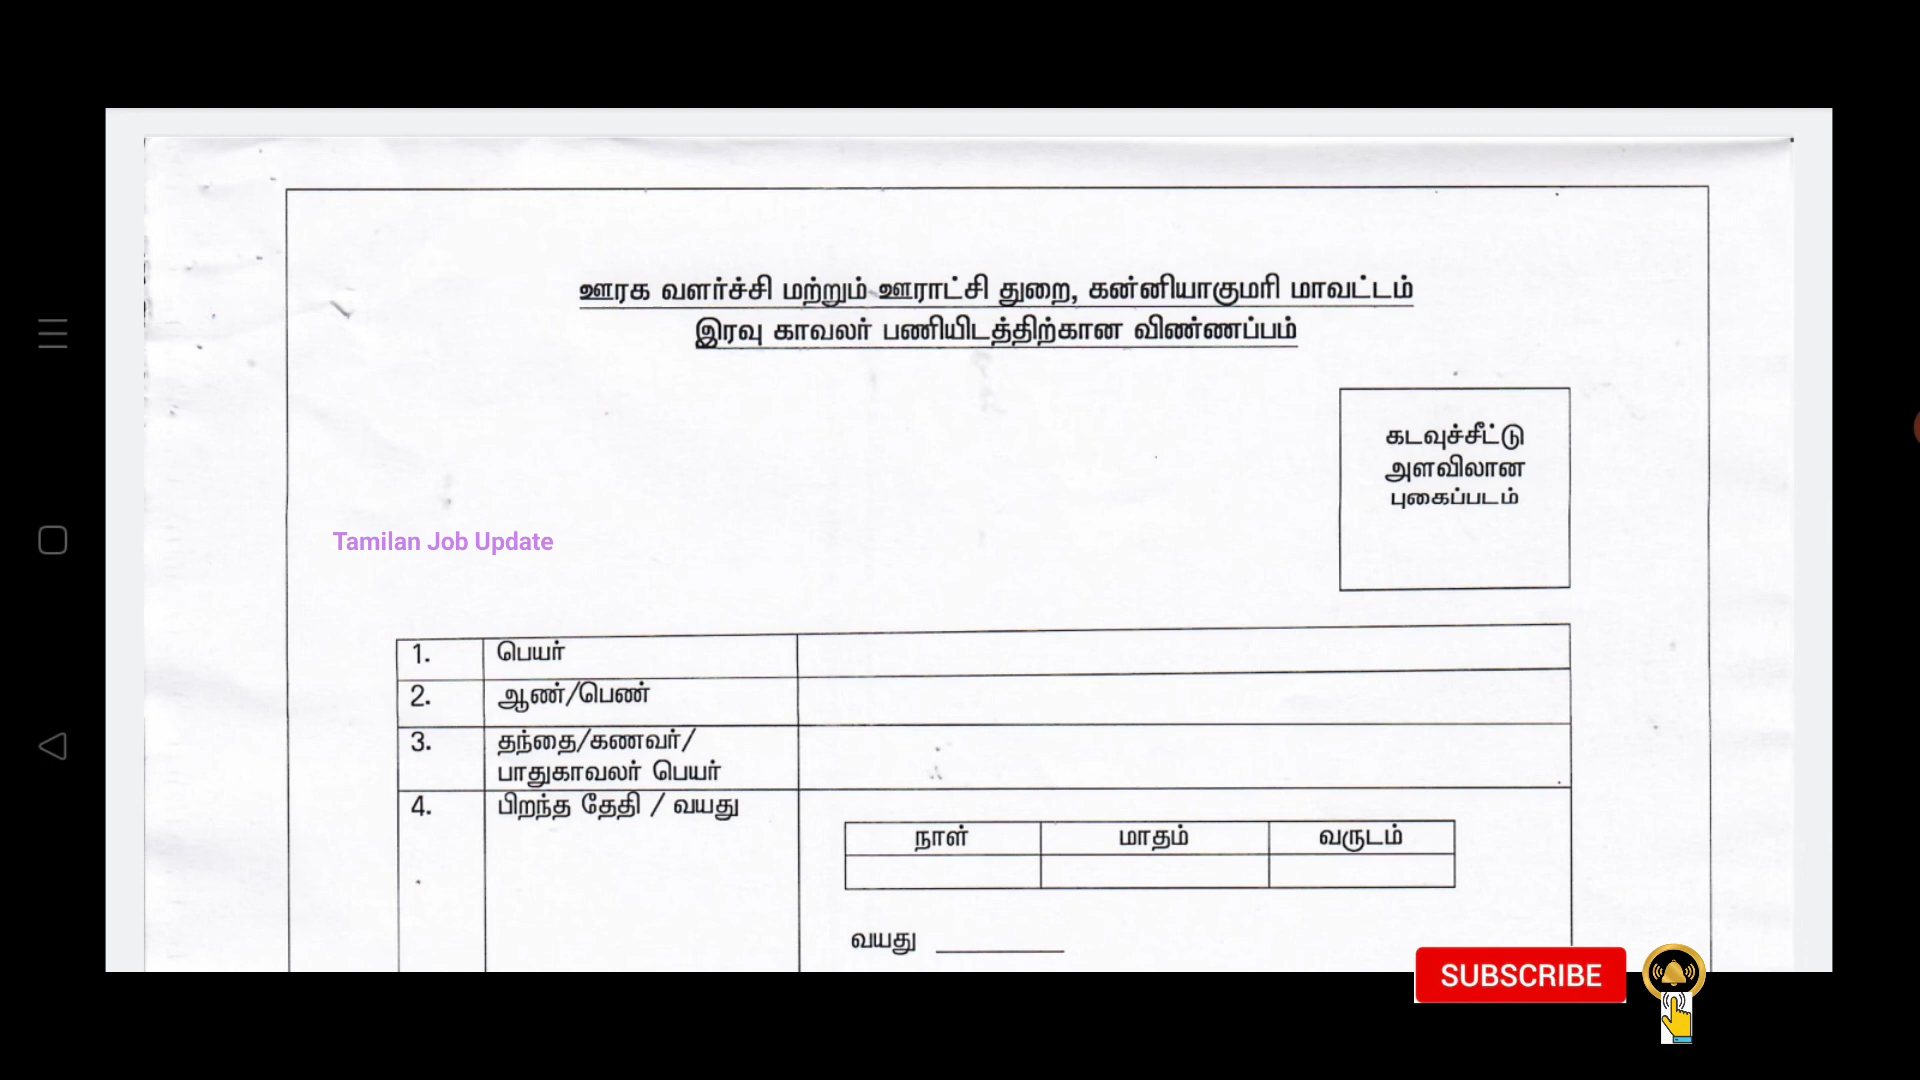 ஊரக வளர்ச்சி மற்றும் ஊராட்சி துறை, கன்னியாகுமரி மாவட்டம்
இரவு காவலர் பணியிடத்திற்கான விண்ணப்பம்
கடவுச்சீட்டு
அளவிலான
புகைப்படம்
Tamilan Job Update
1. பெயர்
2. ஆண்/பெண்
3. தந்தை/கணவர்/
பாதுகாவலர் பெயர்
4. பிறந்த தேதி / வயது
நாள் மாதம் வருடம்
வயது
SUBSCRIBE